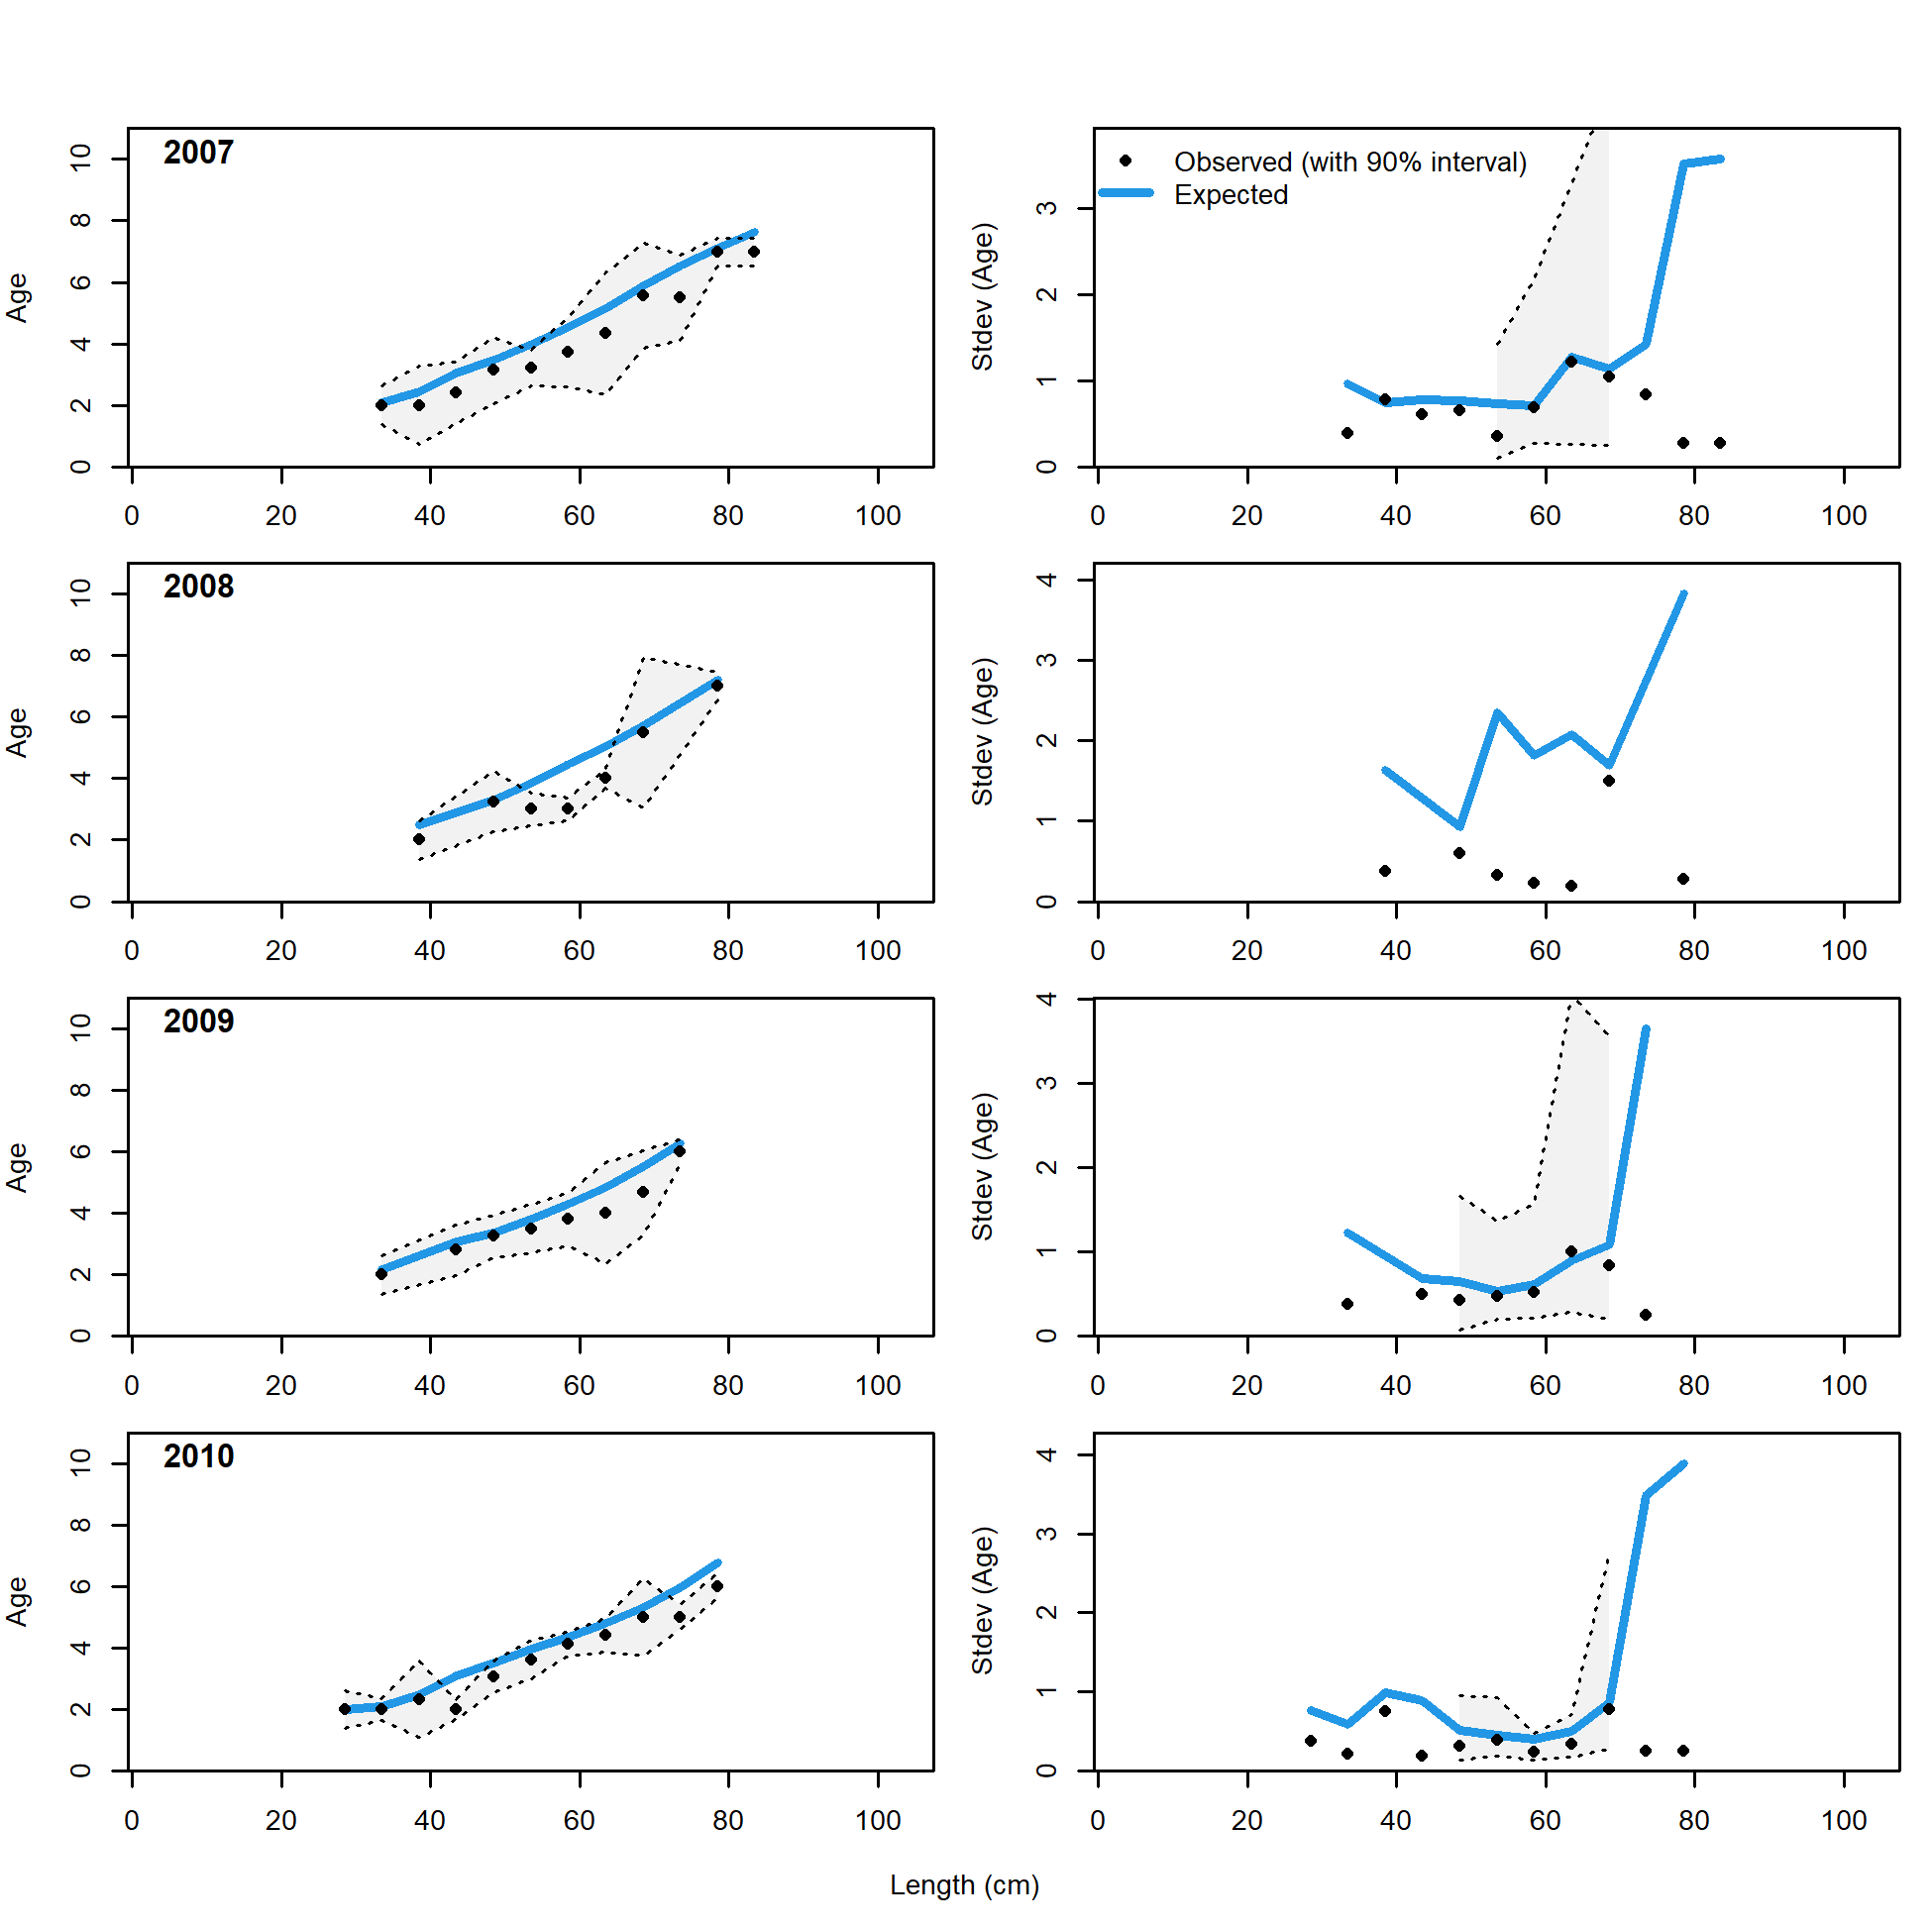 2007
Age
0 2 4 6 8 10
0 20 40 60 80 100
Observed (with 90% interval)
Expected
Stdev (Age)
0 1 2 3
0 20 40 60 80 100
2008
Age
0 2 4 6 8 10
0 20 40 60 80 100
Stdev (Age)
0 1 2 3 4
0 20 40 60 80 100
2009
Age
0 2 4 6 8 10
0 20 40 60 80 100
Stdev (Age)
0 1 2 3 4
0 20 40 60 80 100
2010
Age
0 2 4 6 8 10
0 20 40 60 80 100
Stdev (Age)
0 1 2 3 4
0 20 40 60 80 100
Length (cm)